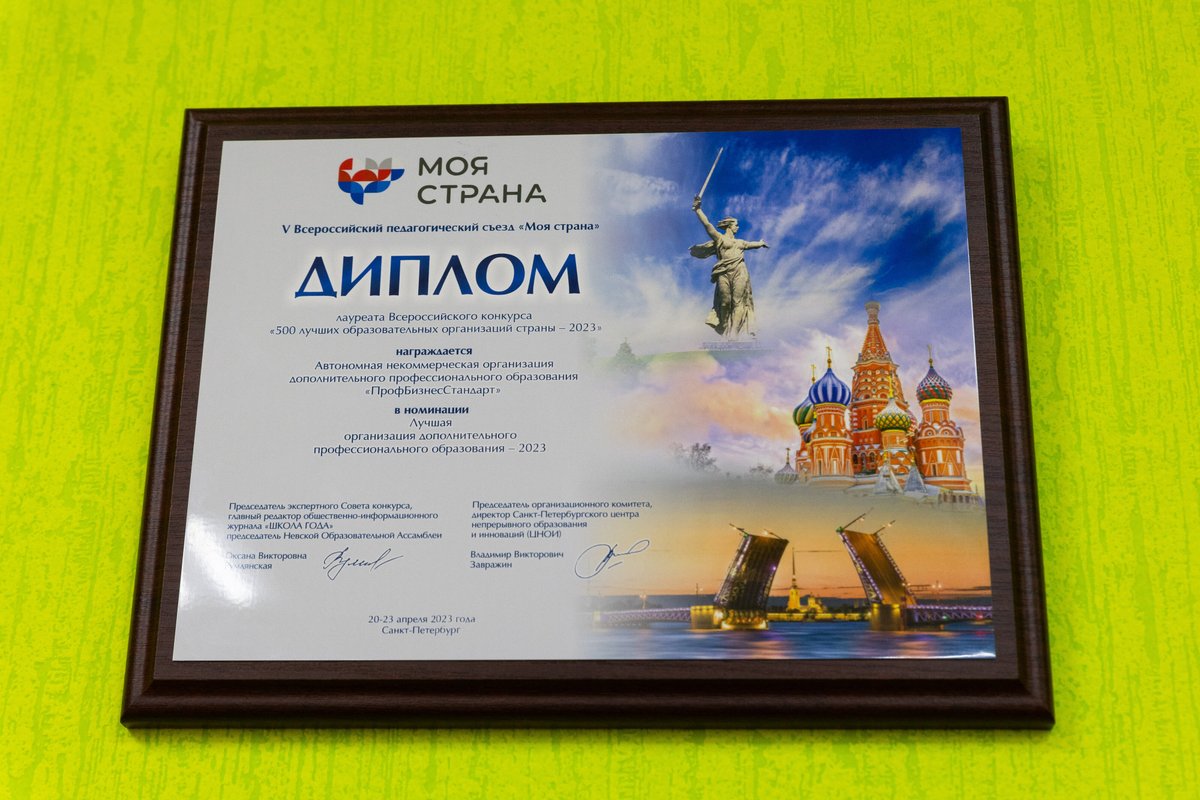 МОЯ
СТРАНА
V Всероссийский педагогический съезд «Моя страна»
ДИПЛОМ
лауреата Всероссийского конкурса
«500 лучших образовательных организаций страны – 2023»
награждается
Автономная некоммерческая организация
дополнительного профессионального образования
«ПрофБизнесСтандарт»
в номинации
Лучшая
организация дополнительного
профессионального образования – 2023
Председатель экспертного Совета конкурса,
главный редактор общественно-информационного
журнала «ШКОЛА ГОДА»
председатель Невской Образовательной Ассамблеи
Оксана Викторовна
Председатель организационного комитета,
директор Санкт-Петербургского центра
непрерывного образования
и инноваций (ЦНОИ)
Владимир Викторович
Завражин
20-23 апреля 2023 года
Санкт-Петербург